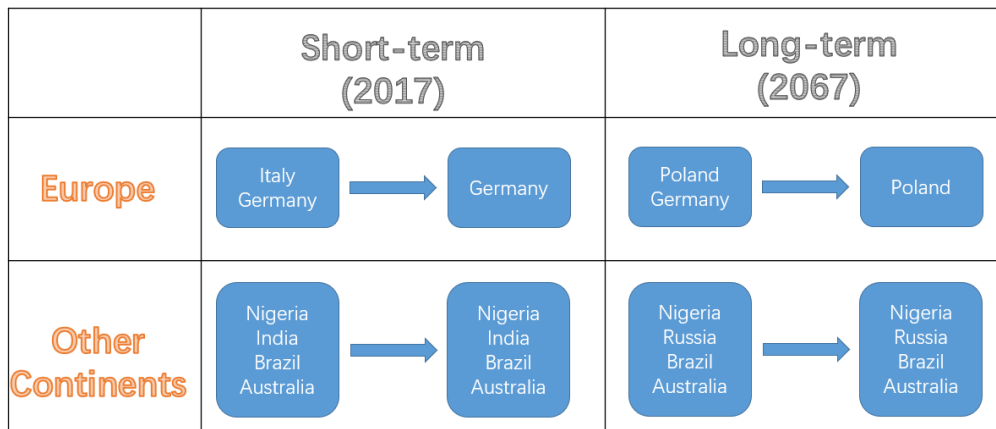 Short-term
(2017)
Long-term
(2067)
Europe
Italy
Germany
Germany
Poland
Germany
Poland
Other
Continents
Nigeria
India
Brazil
Australia
Nigeria
India
Brazil
Australia
Nigeria
Russia
Brazil
Australia
Nigeria
Russia
Brazil
Australia